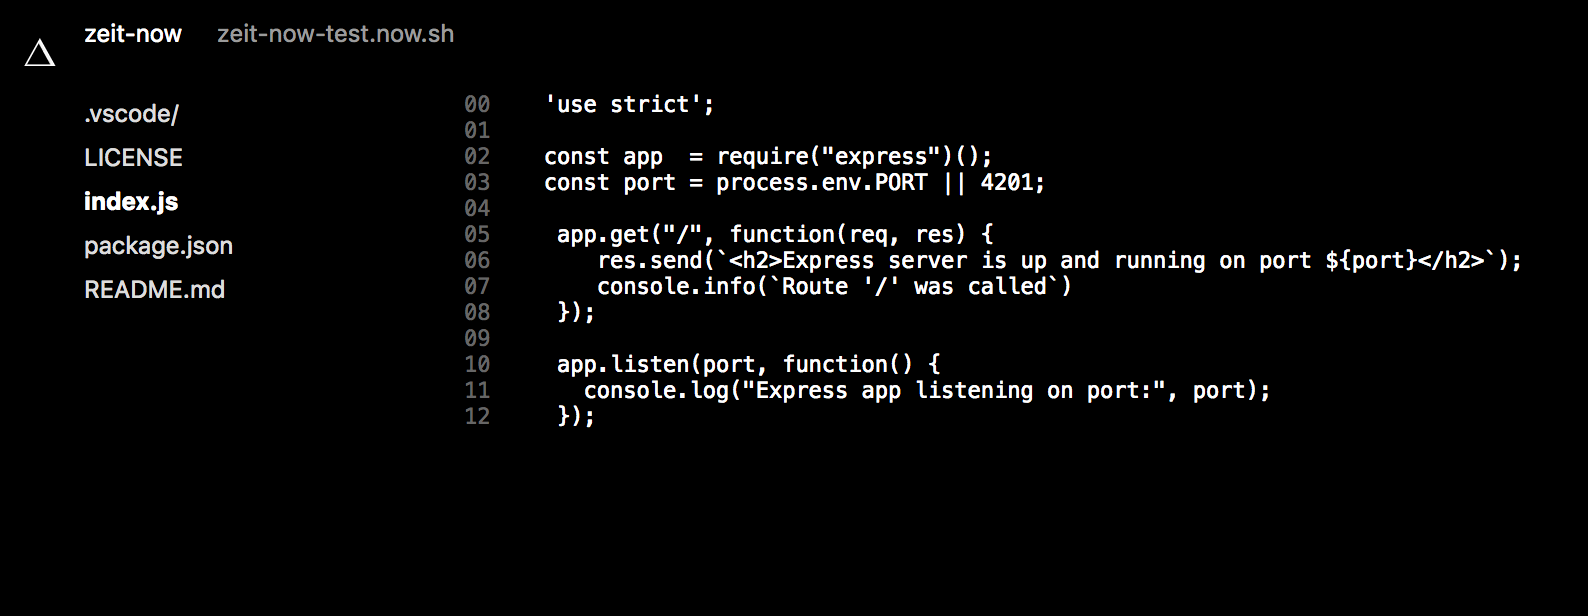 zeit-now zeit-now-test.now.sh
.vscode/
LICENSE
index.js
package.json
README.md
00 'use strict';
01
02 const app  = require("express")();
03 const port = process.env.PORT || 4201;
04
05  app.get("/", function(req, res) {
06     res.send(`<h2>Express server is up and running on port ${port}</h2>`);
07     console.info(`Route '/' was called`)
08  });
09
10  app.listen(port, function() {
11    console.log("Express app listening on port:", port);
12  });